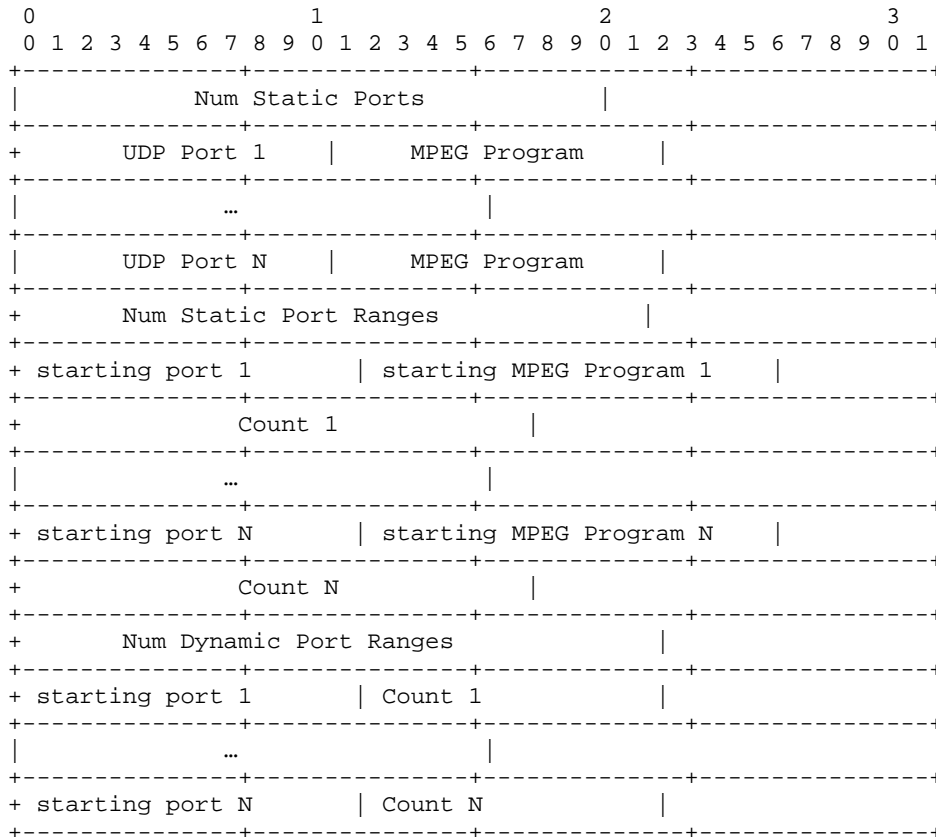 0                   1                   2                   3
0 1 2 3 4 5 6 7 8 9 0 1 2 3 4 5 6 7 8 9 0 1 2 3 4 5 6 7 8 9 0 1
+---------------+---------------+--------------+----------------+
|            Num Static Ports            |
+---------------+---------------+--------------+----------------+
+       UDP Port 1    |     MPEG Program     |
+---------------+---------------+--------------+----------------+
|              …                 |
+---------------+---------------+--------------+----------------+
|       UDP Port N    |     MPEG Program     |
+---------------+---------------+--------------+----------------+
+       Num Static Port Ranges              |
+---------------+---------------+--------------+----------------+
+ starting port 1       | starting MPEG Program 1    |
+---------------+---------------+--------------+----------------+
+               Count 1             |
+---------------+---------------+--------------+----------------+
|              …                 |
+---------------+---------------+--------------+----------------+
+ starting port N       | starting MPEG Program N    |
+---------------+---------------+--------------+----------------+
+               Count N             |
+---------------+---------------+--------------+----------------+
+       Num Dynamic Port Ranges              |
+---------------+---------------+--------------+----------------+
+ starting port 1       | Count 1            |
+---------------+---------------+--------------+----------------+
|              …                 |
+---------------+---------------+--------------+----------------+
+ starting port N       | Count N            |
+---------------+---------------+--------------+----------------+